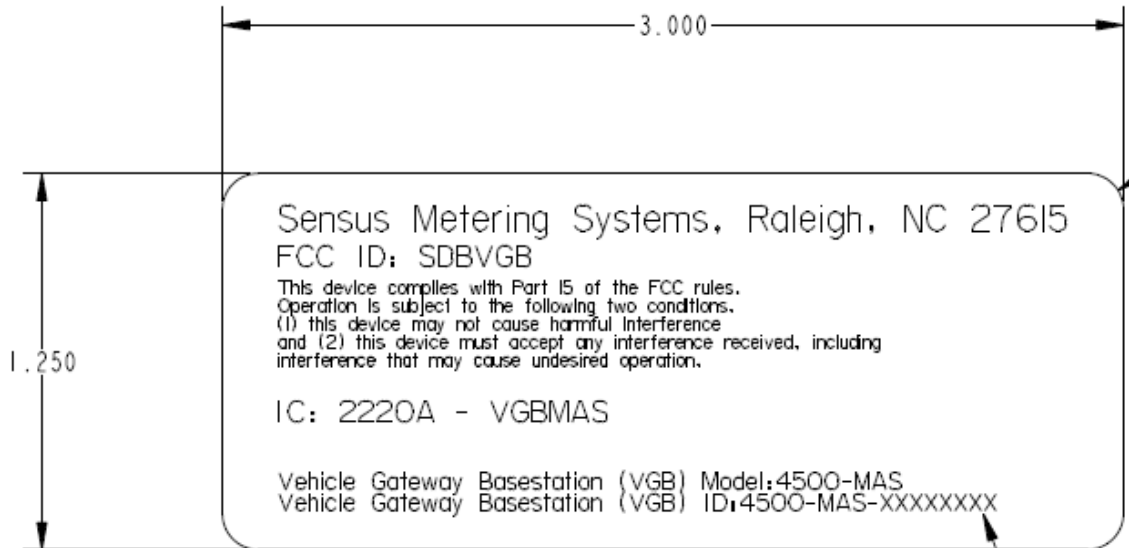 3.000
1.250
Sensus Metering Systems, Raleigh, NC 27615
FCC ID: SDBVGB
This device complies with Part 15 of the FCC rules.
Operation is subject to the following two conditions.
(1) this device may not cause harmful interference
and (2) this device must accept any interference received, including
interference that may cause undesired operation.
IC: 2220A - VGBMAS
Vehicle Gateway Basestation (VGB) Model:4500-MAS
Vehicle Gateway Basestation (VGB) ID:4500-MAS-XXXXXXXX